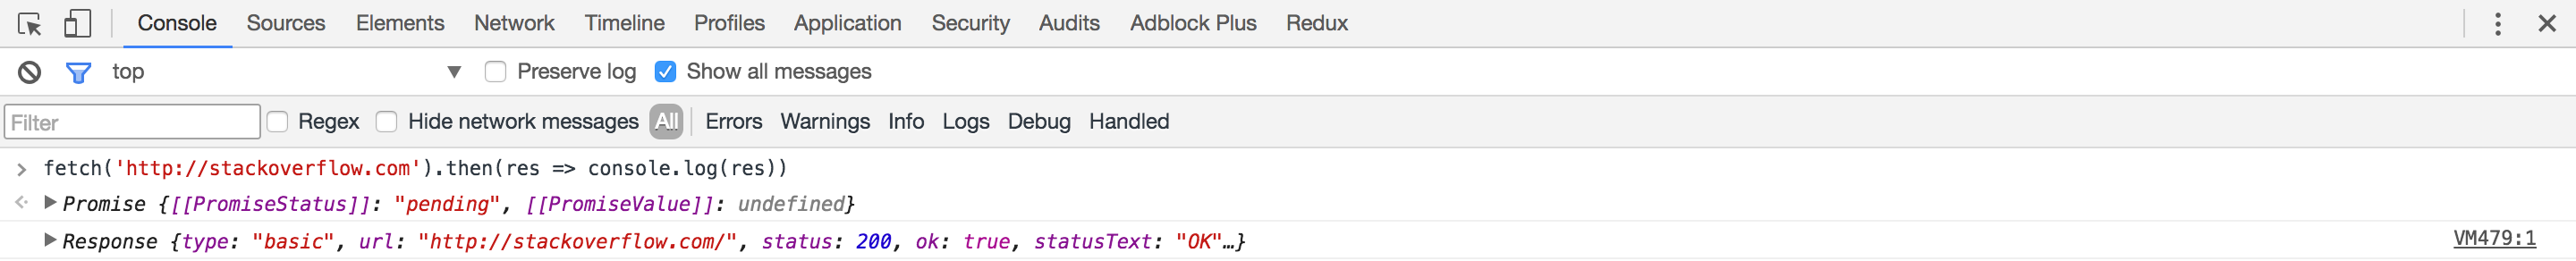 Console Sources Elements Network Timeline Profiles Application Security Audits Adblock Plus Redux
top Preserve log Show all messages
Filter Regex Hide network messages All Errors Warnings Info Logs Debug Handled
fetch('http://stackoverflow.com').then(res => console.log(res))
Promise {[[PromiseStatus]]: "pending", [[PromiseValue]]: undefined}
Response {type: "basic", url: "http://stackoverflow.com/", status: 200, ok: true, statusText: "OK"…} VM479:1